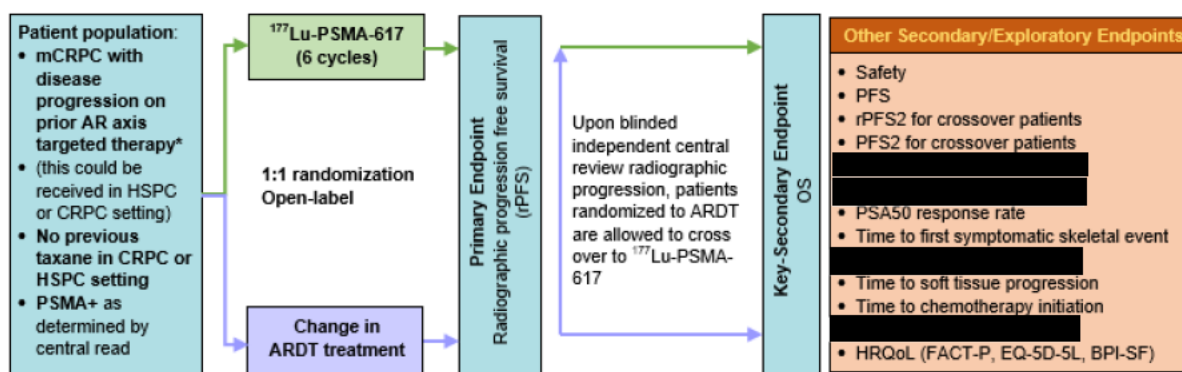 Patient population:
• mCRPC with
disease
progression on
prior AR axis
targeted therapy*
• (this could be
received in HSPC
or CRPC setting)
• No previous
taxane in CRPC or
HSPC setting
• PSMA+ as
determined by
central read
¹⁷⁷Lu-PSMA-617
(6 cycles)
1:1 randomization
Open-label
Change in
ARDT treatment
Primary Endpoint
Radiographic progression free survival
(rPFS)
Upon blinded
independent central
review radiographic
progression, patients
randomized to ARDT
are allowed to cross
over to ¹⁷⁷Lu-PSMA-
617
Key-Secondary Endpoint
OS
Other Secondary/Exploratory Endpoints
• Safety
• PFS
• rPFS2 for crossover patients
• PFS2 for crossover patients
• PSA50 response rate
• Time to first symptomatic skeletal event
• Time to soft tissue progression
• Time to chemotherapy initiation
• HRQoL (FACT-P, EQ-5D-5L, BPI-SF)